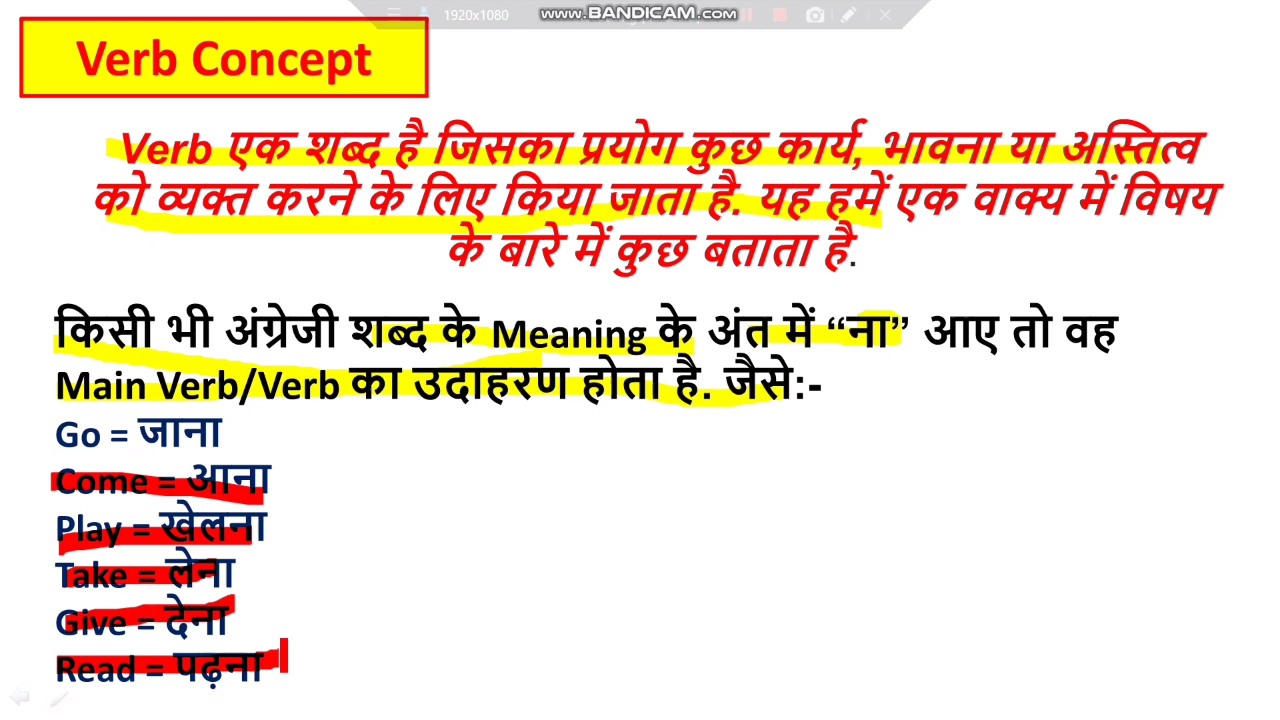 1920x1080
www.BANDICAM.com
Verb Concept
Verb एक शब्द है जिसका प्रयोग कुछ कार्य, भावना या अस्तित्व
को व्यक्त करने के लिए किया जाता है. यह हमें एक वाक्य में विषय
के बारे में कुछ बताता है.
किसी भी अंग्रेजी शब्द के Meaning के अंत में “ना” आए तो वह
Main Verb/Verb का उदाहरण होता है. जैसे:-
Go = जाना
Come = आना
Play = खेलना
Take = लेना
Give = देना
Read = पढ़ना